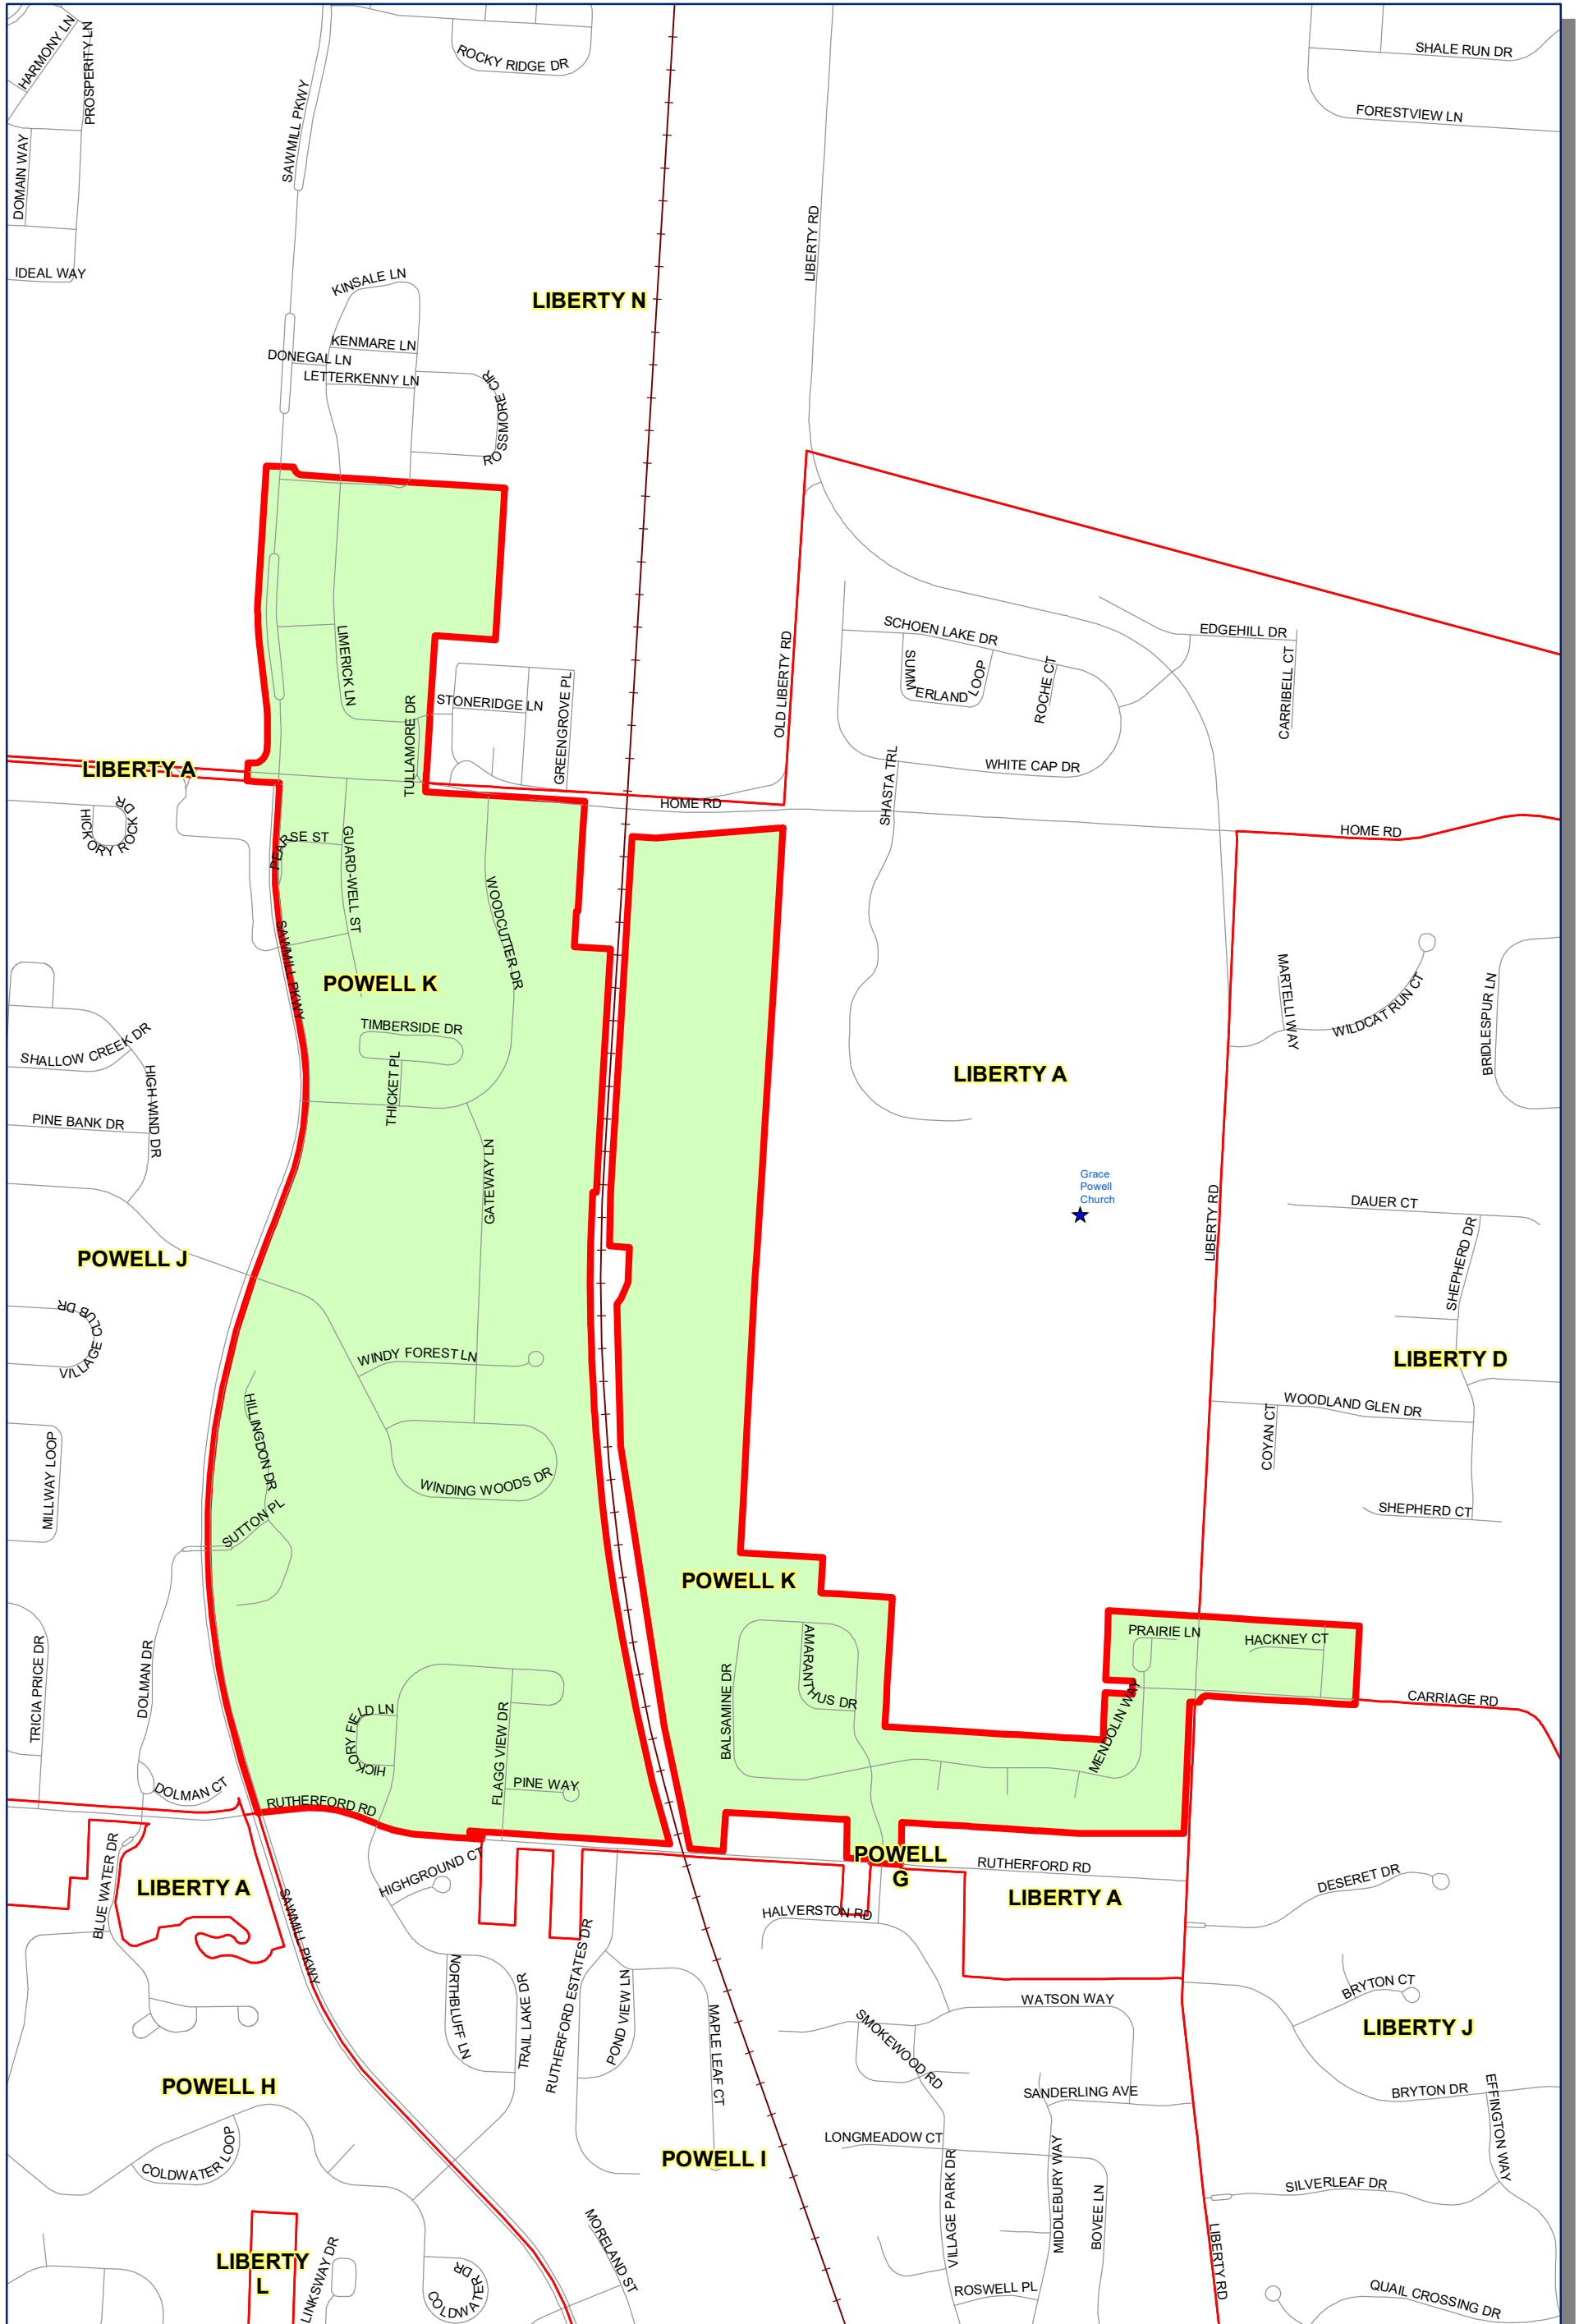 HARMONY LN
PROSPERITY LN
DOMAIN WAY
IDEAL WAY
SAWMILL PKWY
ROCKY RIDGE DR
SHALE RUN DR
FORESTVIEW LN
LIBERTY RD
KINSALE LN
LIBERTY N
KENMARE LN
DONEGAL LN
LETTERKENNY LN
ROSSMORE CIR
LIMERICK LN
TULLAMORE DR
STONERIDGE LN
GREENGROVE PL
OLD LIBERTY RD
SCHOEN LAKE DR
SUMMERLAND LOOP
ROCHE CT
EDGEHILL DR
CARRIBELL CT
WHITE CAP DR
SHASTA TRL
LIBERTY A
HICKORY ROCK DR
HOME RD
HOME RD
PEARSE ST
GUARD-WELL ST
WOODCUTTER DR
SAWMILL PKWY
POWELL K
TIMBERSIDE DR
THICKET PL
SHALLOW CREEK DR
HIGH WIND DR
PINE BANK DR
GATEWAY LN
LIBERTY A
MARTELLI WAY
WILDCAT RUN CT
BRIDLESPUR LN
Grace
Powell
Church
LIBERTY RD
DAUER CT
SHEPHERD DR
POWELL J
VILLAGE CLUB DR
WINDY FOREST LN
LIBERTY D
HILLINGDON DR
WOODLAND GLEN DR
COYAN CT
MILLWAY LOOP
WINDING WOODS DR
SUTTON PL
SHEPHERD CT
POWELL K
TRICIA PRICE DR
DOLMAN DR
HICKORY FIELD LN
FLAGG VIEW DR
PINE WAY
BALSAMINE DR
AMARANTHUS DR
PRAIRIE LN
HACKNEY CT
MENDOLIN WAY
CARRIAGE RD
DOLMAN CT
RUTHERFORD RD
POWELL
G
RUTHERFORD RD
BLUE WATER DR
LIBERTY A
HIGHGROUND CT
LIBERTY A
DESERET DR
HALVERSTON RD
SAWMILL PKWY
NORTHBLUFF LN
TRAIL LAKE DR
RUTHERFORD ESTATES DR
POND VIEW LN
MAPLE LEAF CT
WATSON WAY
SMOKEWOOD RD
BRYTON CT
LIBERTY J
POWELL H
SANDERLING AVE
BRYTON DR
EFFINGTON WAY
COLDWATER LOOP
POWELL I
LONGMEADOW CT
VILLAGE PARK DR
MIDDLEBURY WAY
BOVEE LN
SILVERLEAF DR
LIBERTY
L
LINKSWAY DR
COLDWATER DR
MORELAND ST
ROSWELL PL
LIBERTY RD
QUAIL CROSSING DR